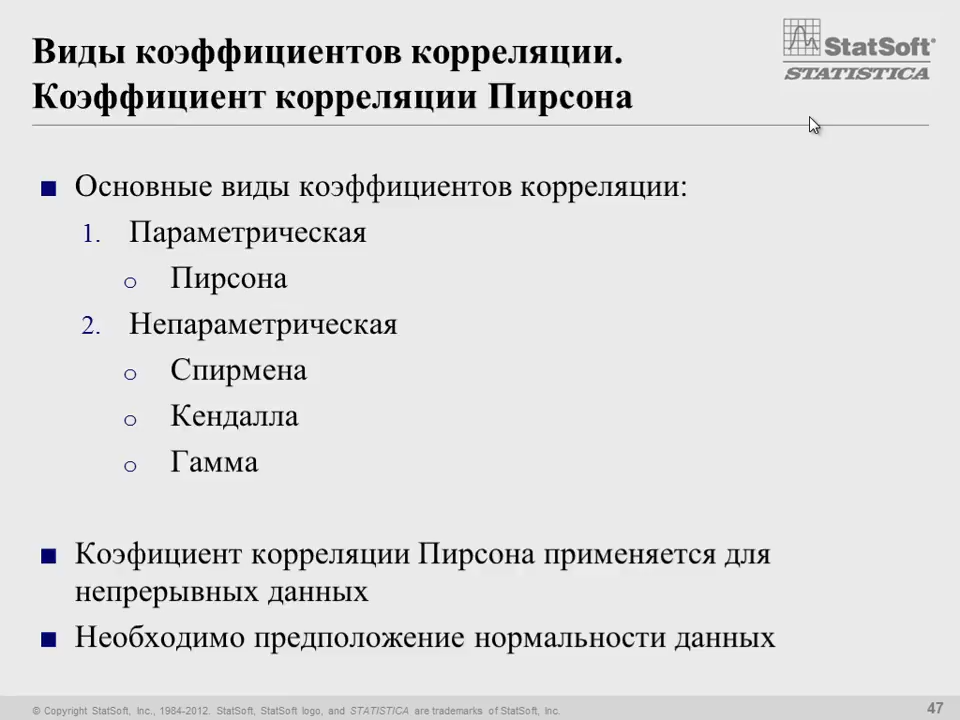 Виды коэффициентов корреляции.
Коэффициент корреляции Пирсона
StatSoft®
STATISTICA
■ Основные виды коэффициентов корреляции:
1. Параметрическая
o Пирсона
2. Непараметрическая
o Спирмена
o Кендалла
o Гамма
■ Коэфициент корреляции Пирсона применяется для
непрерывных данных
■ Необходимо предположение нормальности данных
© Copyright StatSoft, Inc., 1984-2012. StatSoft, StatSoft logo, and STATISTICA are trademarks of StatSoft, Inc.
47